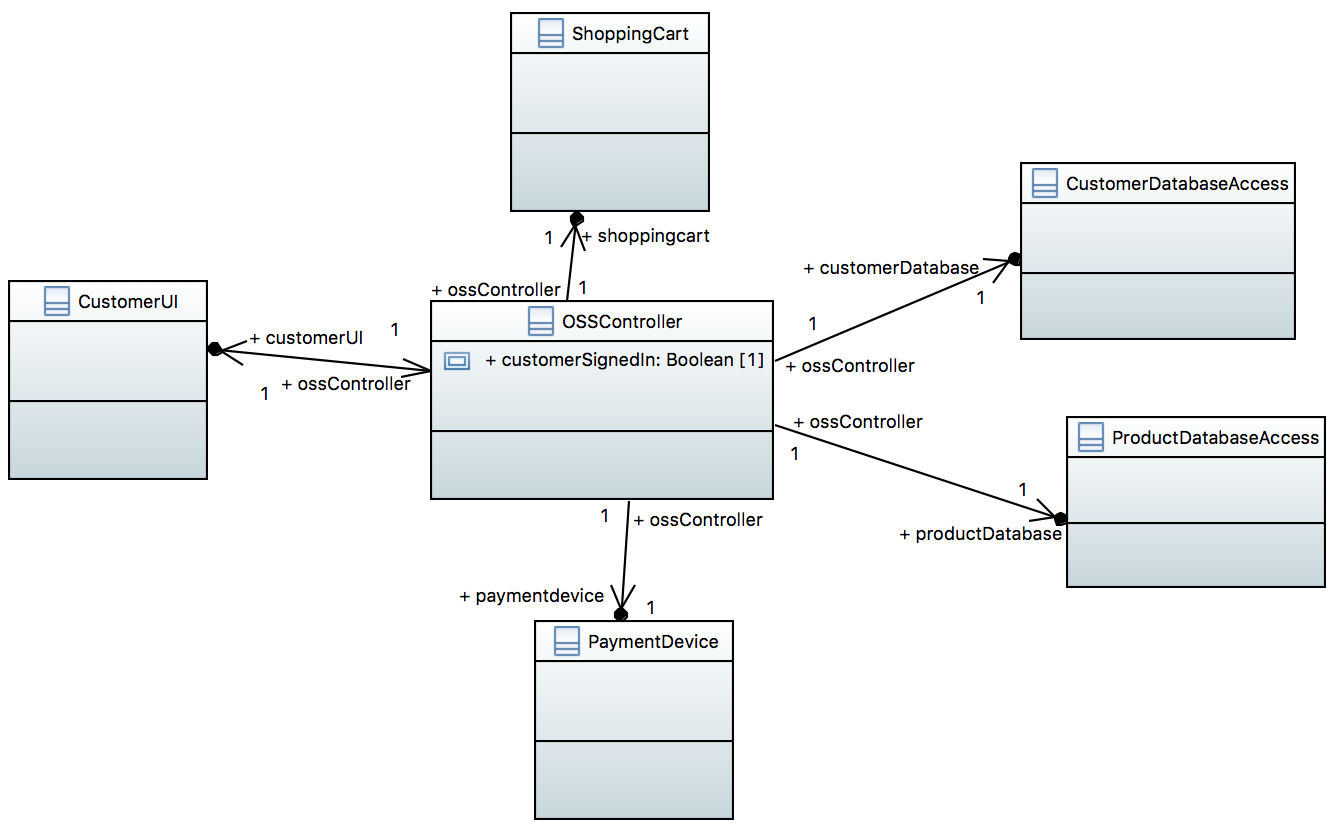 ShoppingCart
1
+ shoppingcart
CustomerDatabaseAccess
+ customerDatabase
1
+ ossController
1
CustomerUI
OSSController
+ customerSignedIn: Boolean [1]
1
+ customerUI
+ ossController
1
1
+ ossController
+ ossController
1
ProductDatabaseAccess
1
+ productDatabase
1
+ ossController
+ paymentdevice
1
PaymentDevice